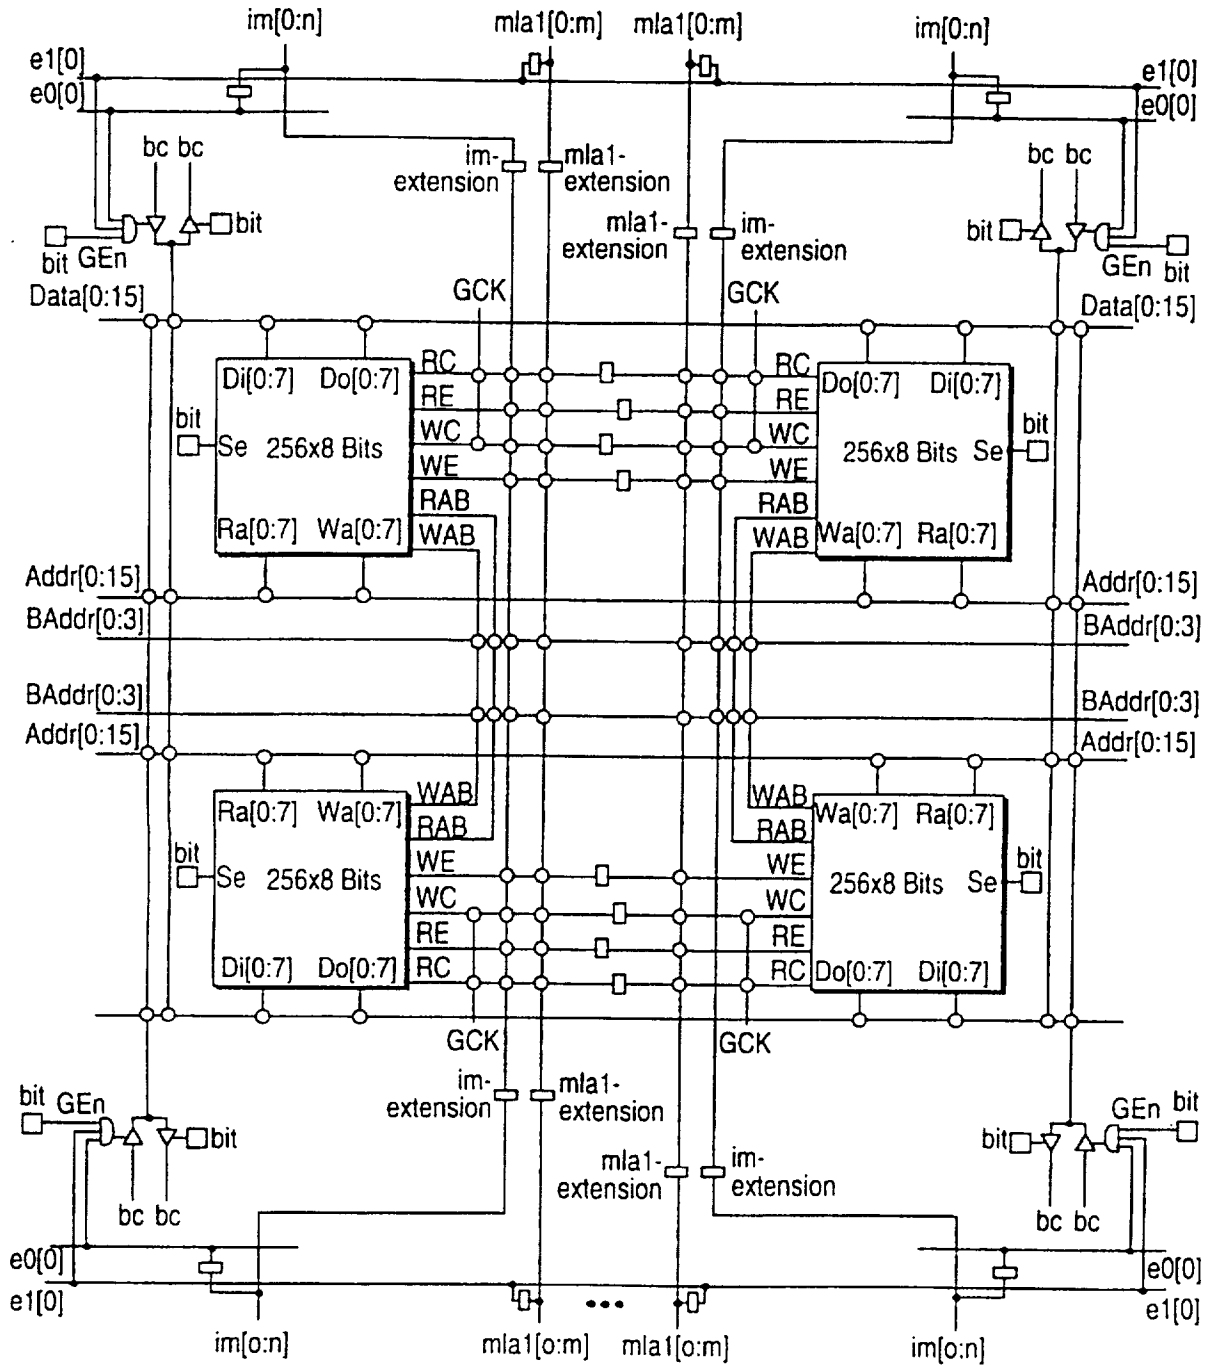 im[0:n] mla1[0:m] mla1[0:m] im[0:n]
e1[0] e1[0]
e0[0] e0[0]
bc bc bc bc
im-extension mla1-extension
mla1-extension im-extension
bit bit
bit GEn GEn bit
GCK GCK
Data[0:15] Data[0:15]
Di[0:7] Do[0:7] RC RC Do[0:7] Di[0:7]
RE RE
bit bit
Se 256x8 Bits WC WC 256x8 Bits Se
WE WE
RAB RAB
Ra[0:7] Wa[0:7] WAB WAB Wa[0:7] Ra[0:7]
Addr[0:15] Addr[0:15]
BAddr[0:3] BAddr[0:3]
BAddr[0:3] BAddr[0:3]
Addr[0:15] Addr[0:15]
Ra[0:7] Wa[0:7] WAB WAB Wa[0:7] Ra[0:7]
RAB RAB
bit WE WE bit
Se 256x8 Bits 256x8 Bits Se
WC WC
RE RE
Di[0:7] Do[0:7] RC RC Do[0:7] Di[0:7]
GCK GCK
im-extension mla1-extension
bit GEn GEn bit
bit bit
mla1-extension im-extension
bc bc bc bc
e0[0] e0[0]
e1[0] e1[0]
im[o:n] mla1[o:m] mla1[o:m] im[o:n]